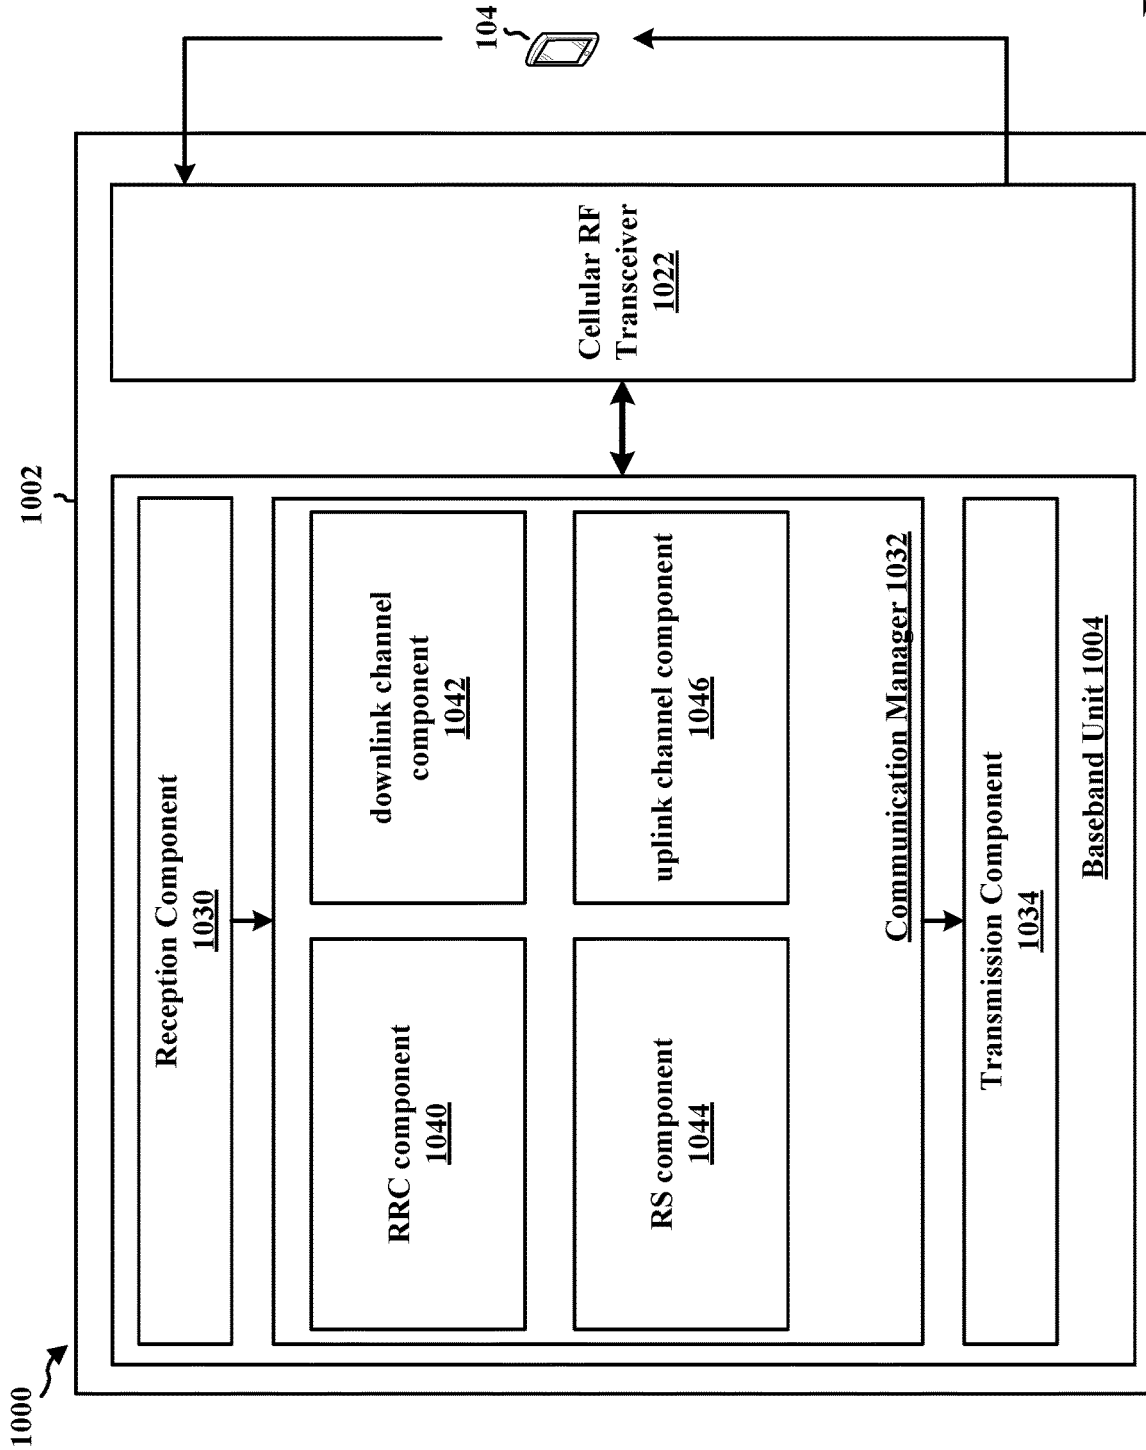 1000
1002
104
Reception Component
1030
RRC component
1040
downlink channel
component
1042
RS component
1044
uplink channel component
1046
Communication Manager 1032
Transmission Component
1034
Baseband Unit 1004
Cellular RF
Transceiver
1022